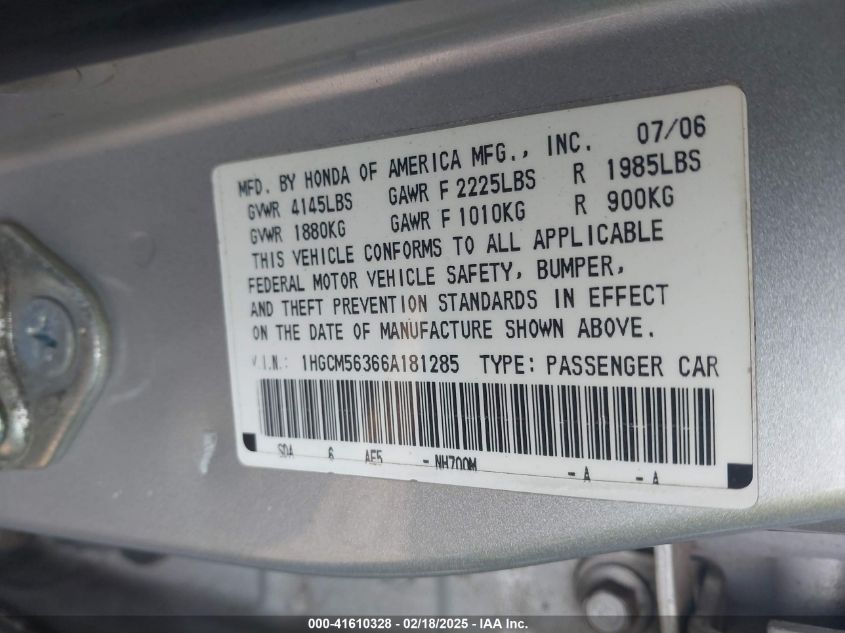 MFD. BY HONDA OF AMERICA MFG., INC. 07/06
GVWR 4145LBS GAWR F 2225LBS R 1985LBS
GVWR 1880KG GAWR F 1010KG R 900KG
THIS VEHICLE CONFORMS TO ALL APPLICABLE
FEDERAL MOTOR VEHICLE SAFETY, BUMPER,
AND THEFT PREVENTION STANDARDS IN EFFECT
ON THE DATE OF MANUFACTURE SHOWN ABOVE.
V.I.N.: 1HGCM56366A181285 TYPE: PASSENGER CAR
SDA 6 AE5 - NH700M - A - A
000-41610328 - 02/18/2025 - IAA Inc.